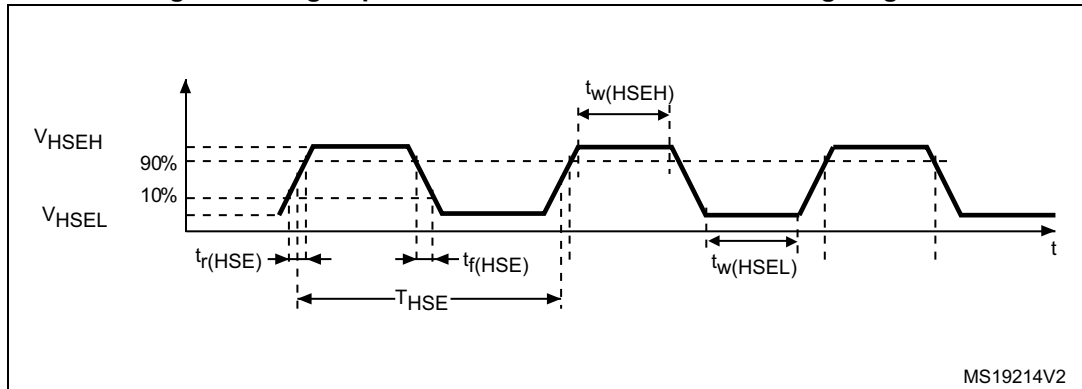 tw(HSEH)
VHSEH
90%
10%
VHSEL
tr(HSE)
tf(HSE)
tw(HSEL)
t
THSE
MS19214V2